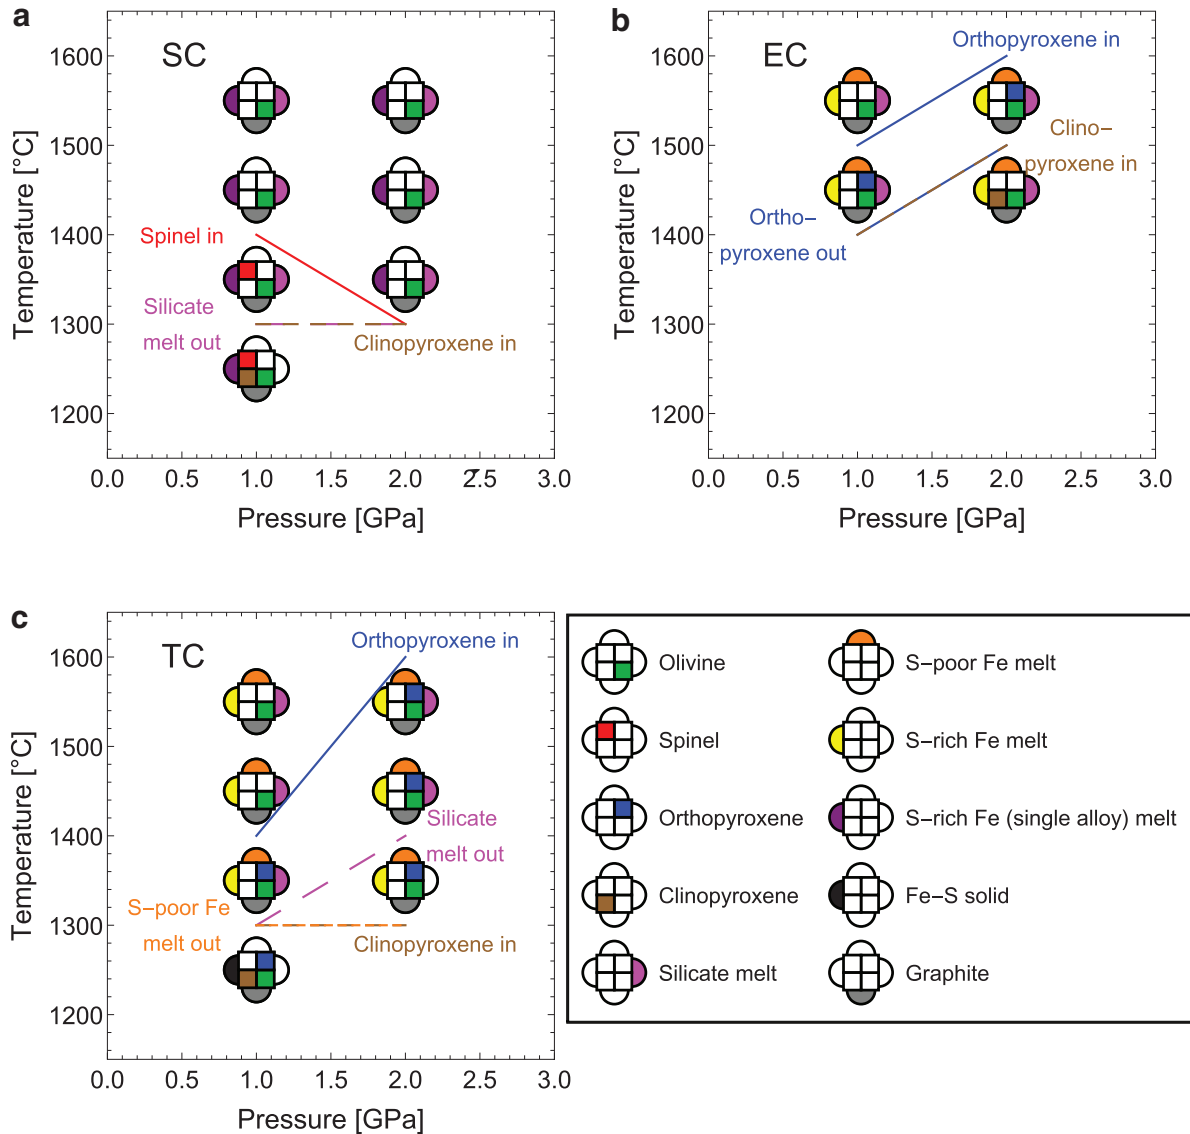 a
SC
1600
1500
1400
1300
1200
Temperature [°C]
Spinel in
Silicate
melt out
Clinopyroxene in
0.0 0.5 1.0 1.5 2.0 2.5 3.0
Pressure [GPa]
b
EC
1600
1500
1400
1300
1200
Temperature [°C]
Orthopyroxene in
Clino–
pyroxene in
Ortho–
pyroxene out
0.0 0.5 1.0 1.5 2.0 2.5 3.0
Pressure [GPa]
c
TC
1600
1500
1400
1300
1200
Temperature [°C]
Orthopyroxene in
Silicate
melt out
S–poor Fe
melt out
Clinopyroxene in
0.0 0.5 1.0 1.5 2.0 2.5 3.0
Pressure [GPa]
Olivine
Spinel
Orthopyroxene
Clinopyroxene
Silicate melt
S–poor Fe melt
S–rich Fe melt
S–rich Fe (single alloy) melt
Fe–S solid
Graphite